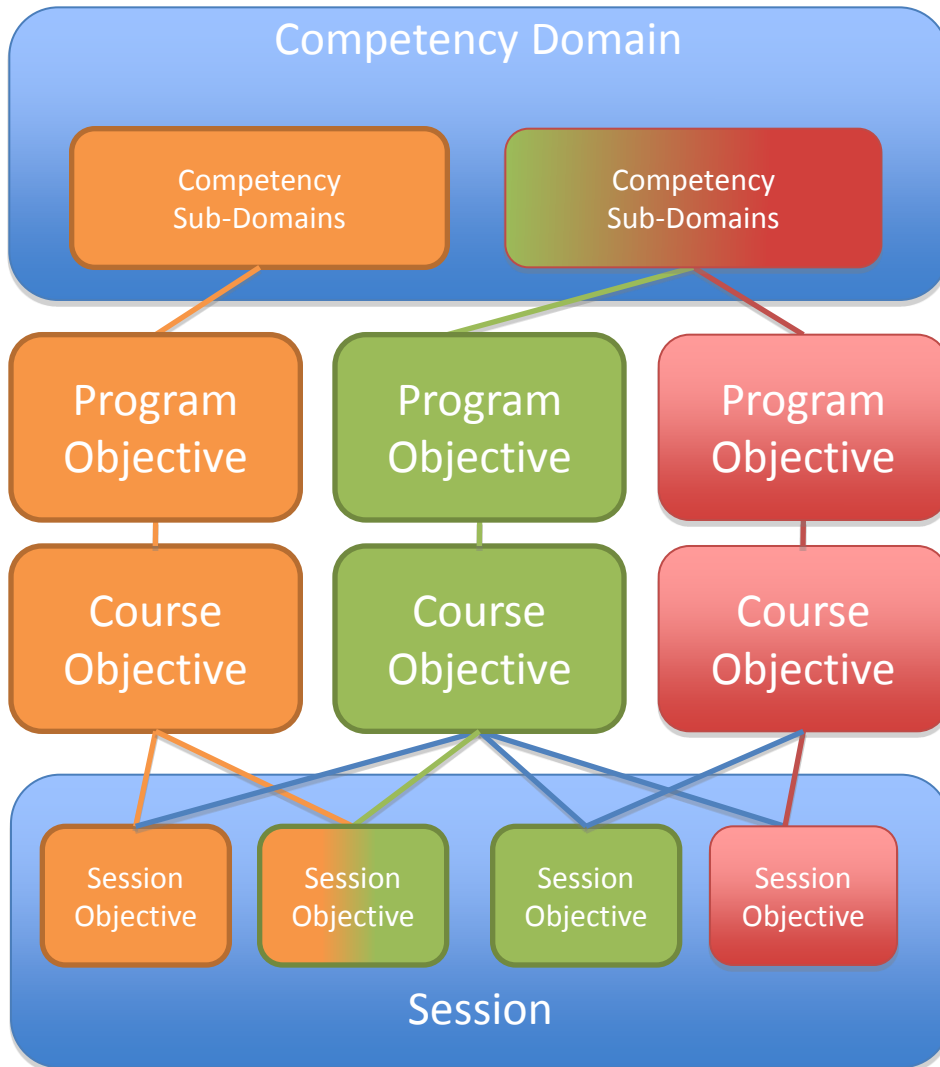 Competency Domain
Competency
Sub-Domains
Competency
Sub-Domains
Program
Objective
Program
Objective
Program
Objective
Course
Objective
Course
Objective
Course
Objective
Session
Objective
Session
Objective
Session
Objective
Session
Objective
Session